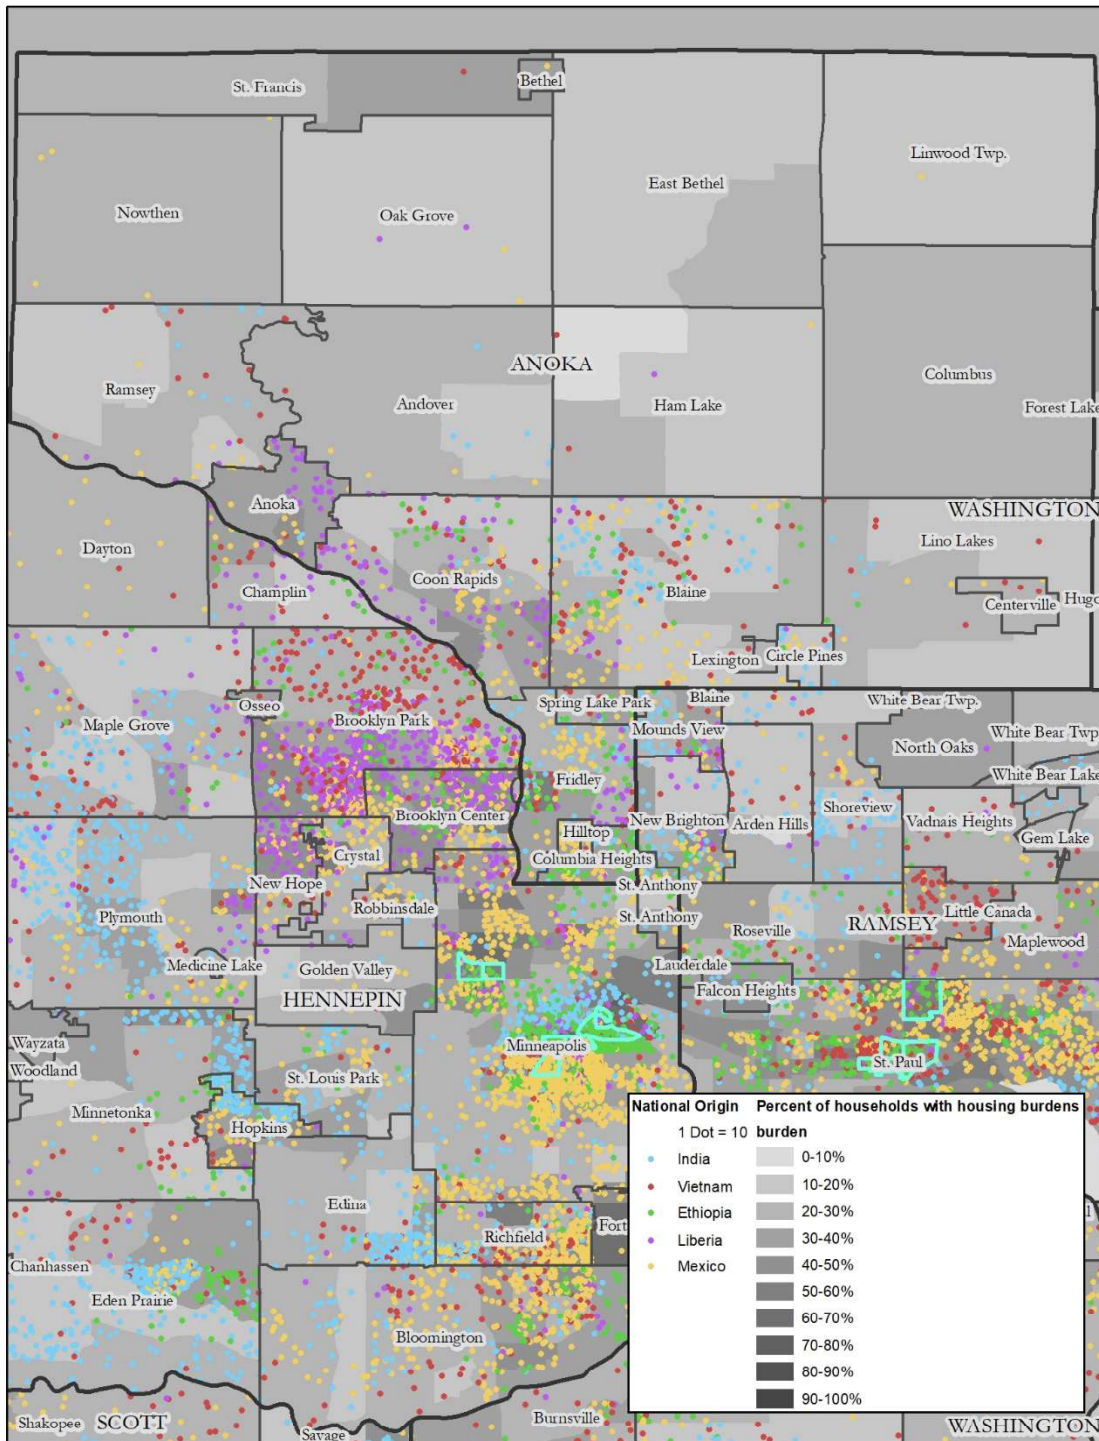 St. Francis
Bethel
Linwood Twp.
East Bethel
Nowthen
Oak Grove
ANOKA
Ramsey
Andover
Columbus
Ham Lake
Forest Lake
Anoka
WASHINGTON
Lino Lakes
Dayton
Coon Rapids
Champlin
Blaine
Centerville
Hugo
Lexington
Circle Pines
Osseo
Spring Lake Park
Blaine
White Bear Twp.
Maple Grove
Brooklyn Park
Mounds View
North Oaks
White Bear Twp
White Bear Lake
Fridley
Shoreview
Brooklyn Center
New Brighton
Arden Hills
Vadnais Heights
Hilltop
Gem Lake
Crystal
Columbia Heights
New Hope
St. Anthony
Robbinsdale
Little Canada
Plymouth
St. Anthony
Roseville
RAMSEY
Maplewood
Medicine Lake
Golden Valley
Lauderdale
HENNEPIN
Falcon Heights
Wayzata
Minneapolis
Woodland
St. Louis Park
St. Paul
Minnetonka
Hopkins
National Origin
1 Dot = 10
India
Vietnam
Ethiopia
Liberia
Mexico
Percent of households with housing burdens
burden
0-10%
10-20%
20-30%
30-40%
40-50%
50-60%
60-70%
70-80%
80-90%
90-100%
Edina
Richfield
Fort
Chanhassen
Eden Prairie
Bloomington
Shakopee
SCOTT
Savage
Burnsville
WASHINGTON